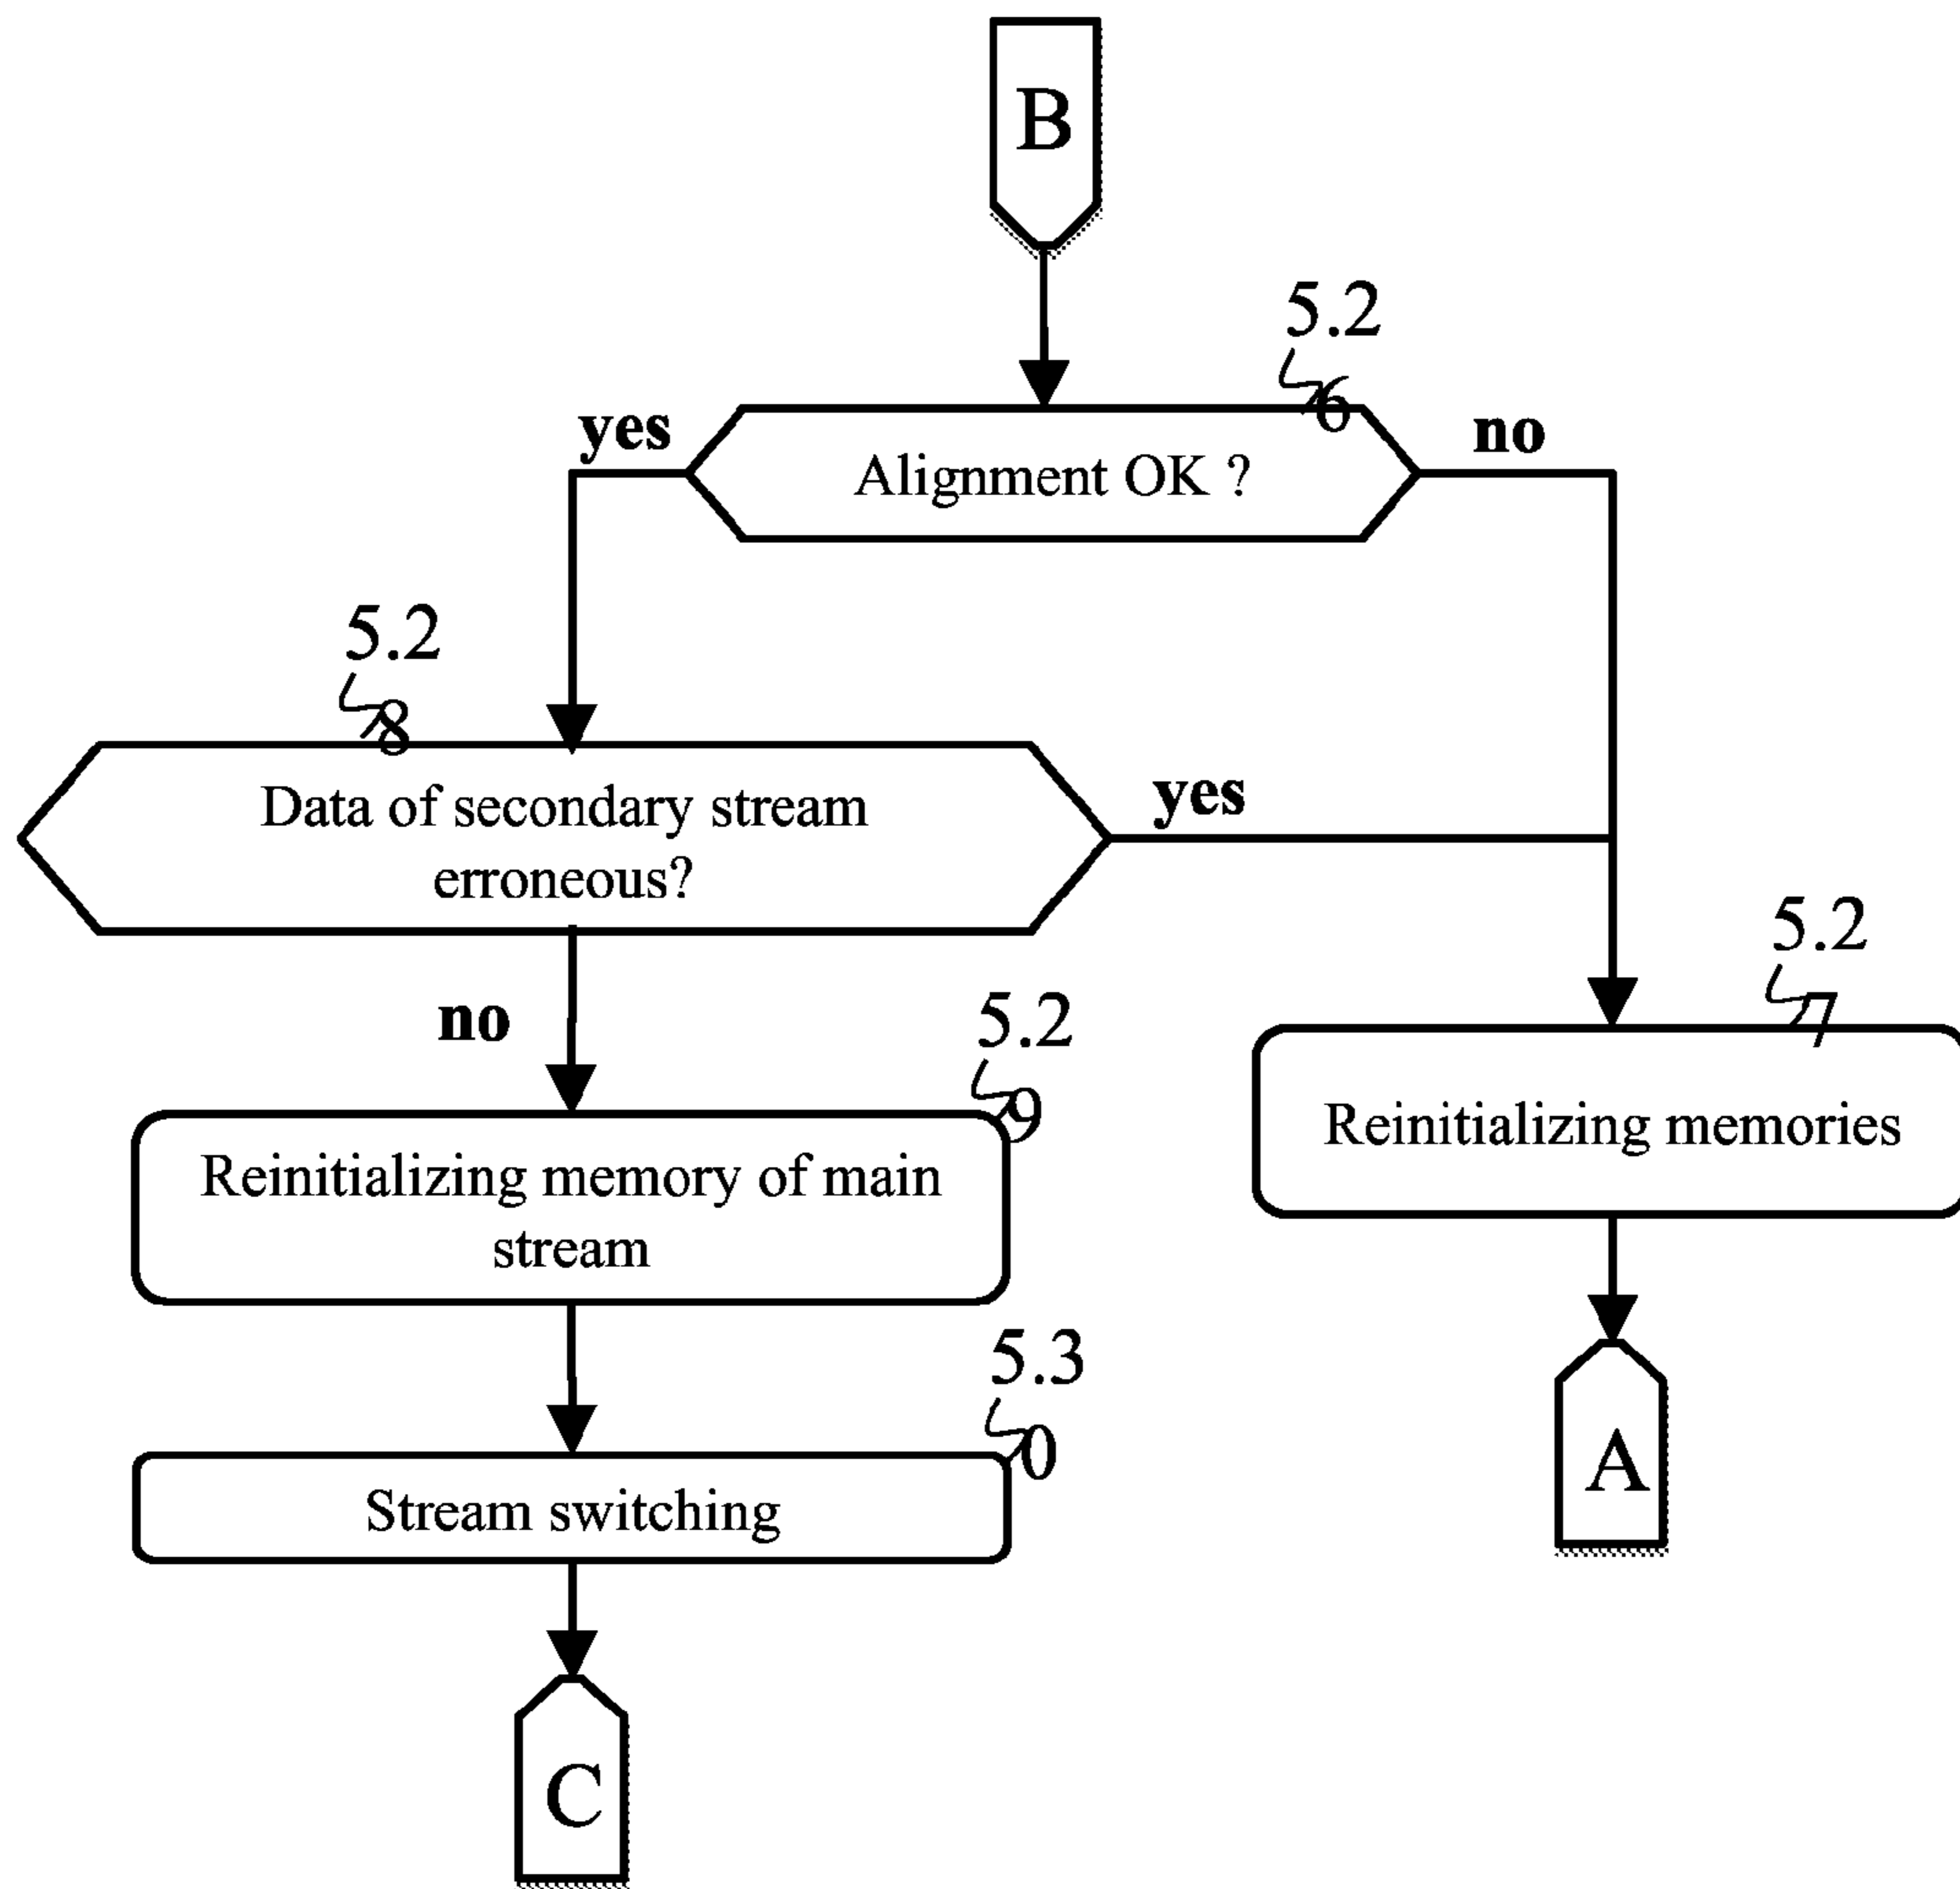 B
5.2
6
yes
no
Alignment OK ?
5.2
8
Data of secondary stream
erroneous?
yes
5.2
7
no
5.2
9
Reinitializing memories
Reinitializing memory of main
stream
5.3
0
Stream switching
A
C